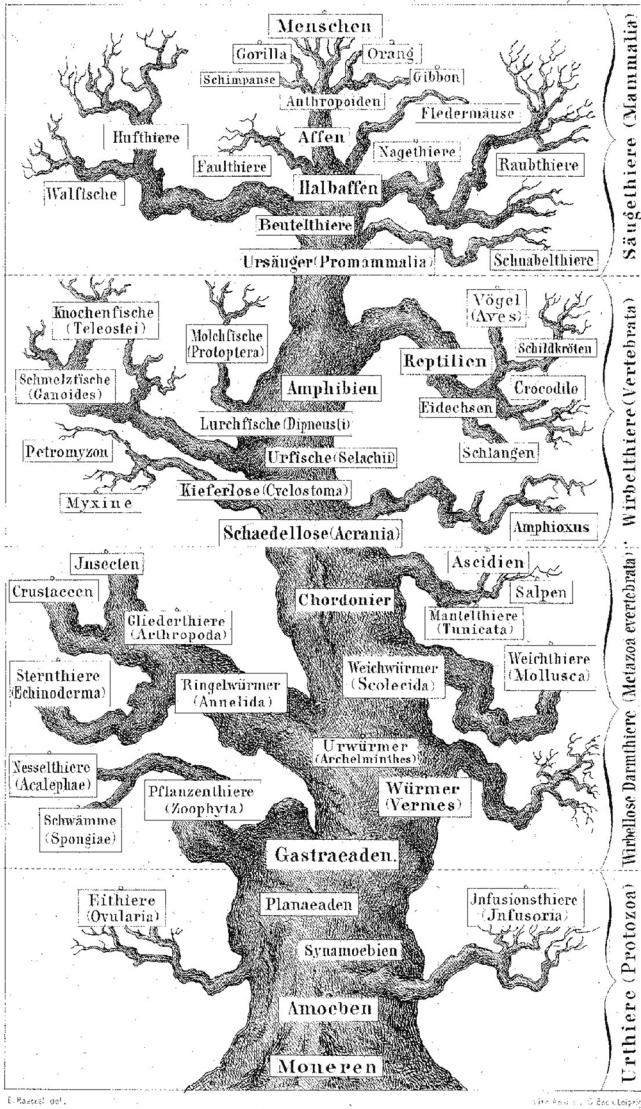 Menschen
Gorilla
Orang
Schimpanse
Gibbon
Anthropoiden
Fledermäuse
Hufthiere
Affen
Nagethiere
Faulthiere
Raubthiere
Walfische
Halbaffen
Beutelthiere
Ursäuger (Promammalia)
Schnabelthiere
Säugethiere (Mammalia)
Vögel
(Aves)
Knochenfische
(Teleostei)
Molchfische
(Protoptera)
Schildkröten
Reptilien
Schmelzfische
(Ganoides)
Amphibien
Crocodile
Eidechsen
Lurchfische (Dipneusti)
Petromyzon
Urfische (Selachii)
Schlangen
Kieferlose (Cyclostoma)
Myxine
Amphioxus
Schaedellose (Acrania)
Wirbelthiere (Vertebrata)
Jnsecten
Ascidien
Crustaceen
Chordonier
Salpen
Gliederthiere
(Arthropoda)
Mantelthiere
(Tunicata)
Sternthiere
(Echinoderma)
Ringelwürmer
(Annelida)
Weichwürmer
(Scolecida)
Weichthiere
(Mollusca)
Urwürmer
(Archelminthes)
Nesselthiere
(Acalephae)
Pflanzenthiere
(Zoophyta)
Würmer
(Vermes)
Schwämme
(Spongiae)
Gastraeaden.
Wirbellose Darmthiere (Metazoa evertebrata)
Eithiere
(Ovularia)
Planaeaden
Jnfusionsthiere
(Jnfusoria)
Synamoebien
Amoeben
Moneren
Urthiere (Protozoa)
E. Haeckel del.